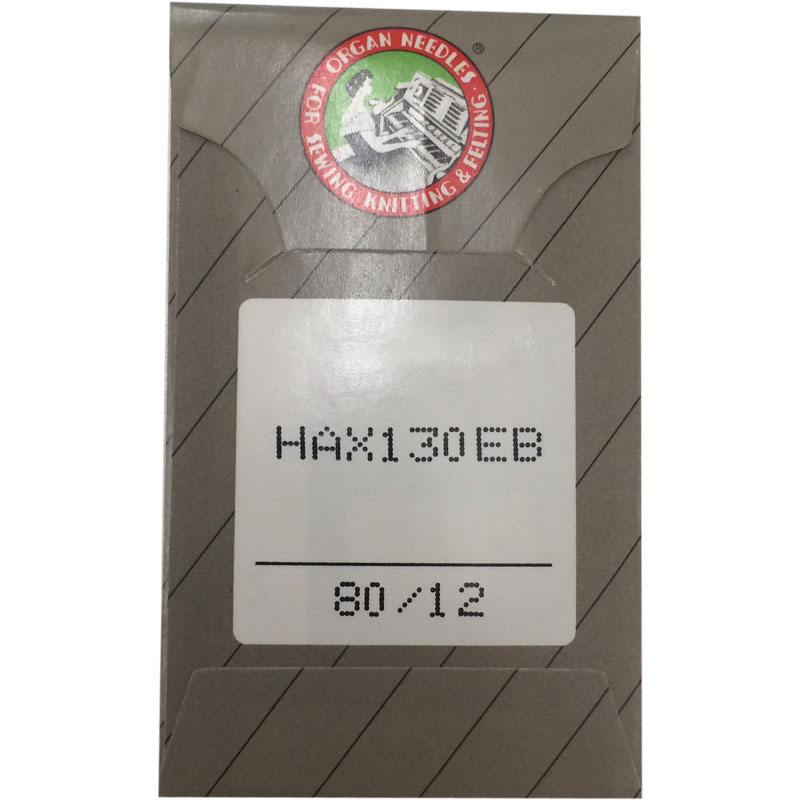 ORGAN NEEDLES ®
FOR SEWING, KNITTING & FELTING
HAX130EB
80/12